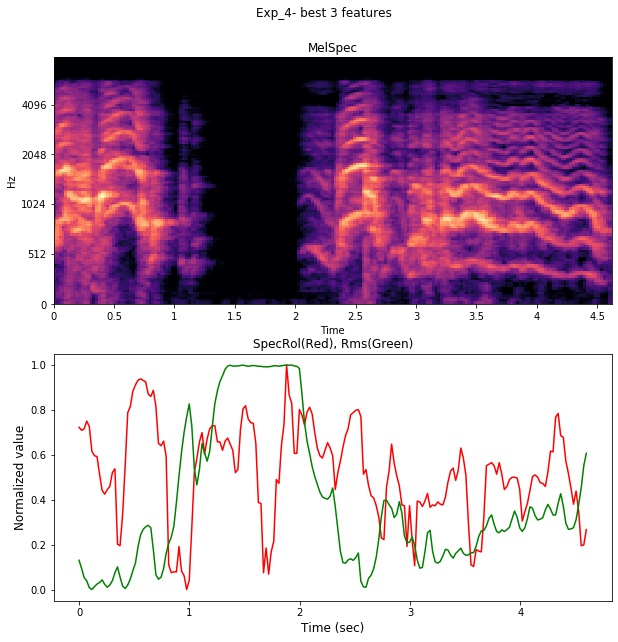 Exp_4- best 3 features
MelSpec
Hz
4096
2048
1024
512
0
0 0.5 1 1.5 2 2.5 3 3.5 4 4.5
Time
SpecRol(Red), Rms(Green)
Normalized value
1.0
0.8
0.6
0.4
0.2
0.0
0 1 2 3 4
Time (sec)